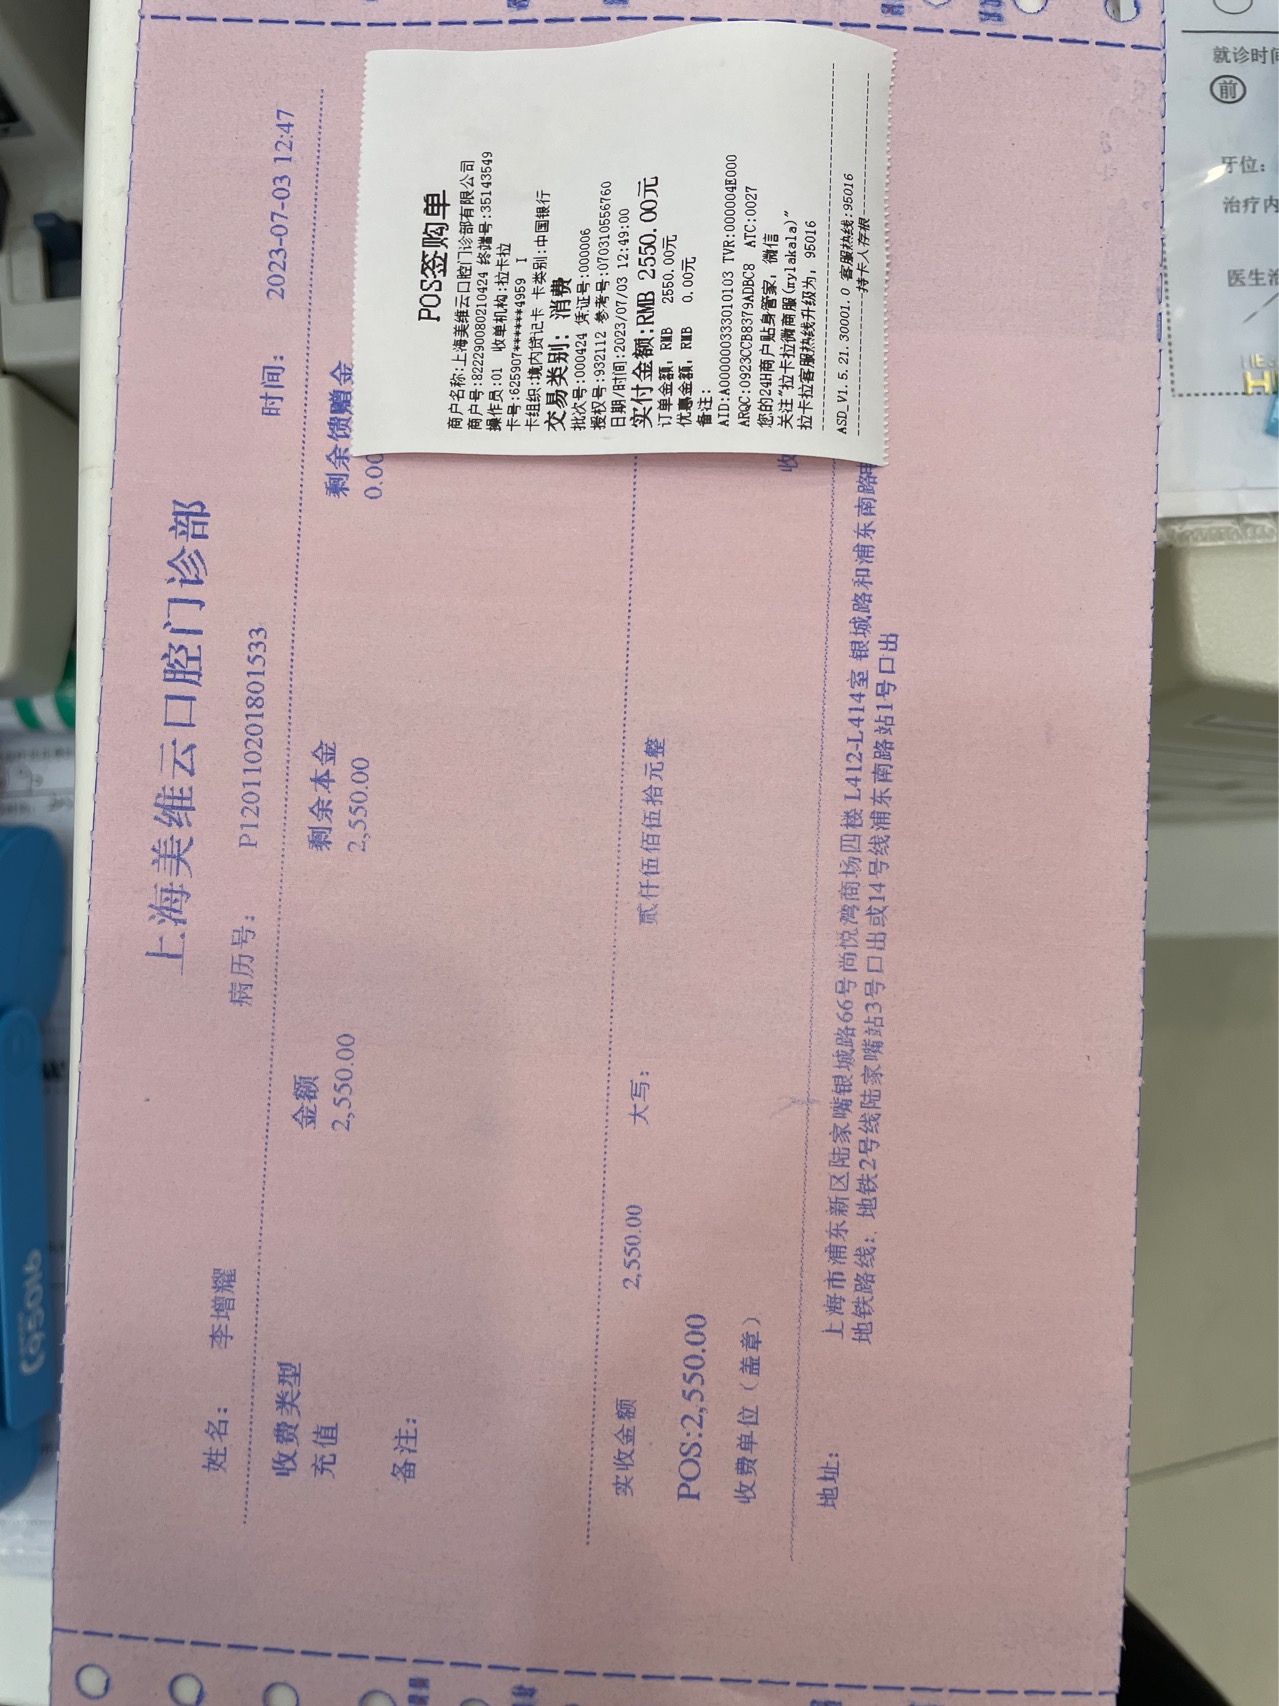 上海美维云口腔门诊部
姓名： 李增耀 病历号： P1201102018015​33 时间： 2023-07-03 12:47
收费类型 金额 剩余本金 剩余馈赠金
充值 2,550.00 2,550.00 0.00
备注：
实收金额 2,550.00 大写： 贰仟伍佰伍拾元整
POS:2,550.00
收费单位（盖章） 收
地址： 上海市浦东新区陆家嘴银城路66号尚悦湾商场四楼L412-L414室 银城路和浦东南路
地铁路线：地铁2号线陆家嘴站3号口出或14号线浦东南路站1号口出
POS签购单
商户名称:上海美维云口腔门诊部有限公司
商户号:822290080210424 终端号:35143549
操作员:01 收单机构:拉卡拉
卡号:625907******4959 I
卡组织:境内贷记卡 卡类别:中国银行
交易类别: 消费
批次号:000424 凭证号:000006
授权号:932112 参考号:070310556760
日期/时间:2023/07/03 12:49:00
实付金额:RMB 2550.00元
订单金额, RMB 2550.00元
优惠金额, RMB 0.00元
备注:
AID:A000000333010103 TVR:000004E000
ARQC:0923CCB8379ADBC8 ATC:0027
您的24H商户贴身管家, 微信
关注"拉卡拉微商服(mylakala)"
拉卡拉客服热线升级为, 95016
ASD_V1.5.21.30001.0 客服热线:95016
持卡人存根
就诊时间
前
牙位：
治疗内
医生